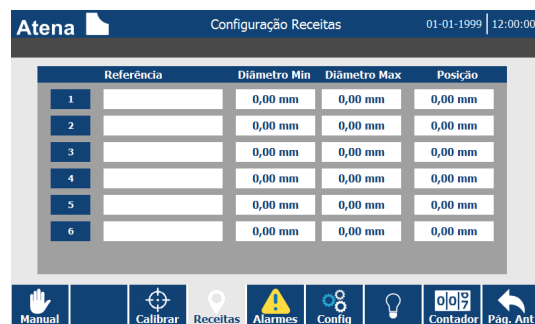 Atena Configuração Receitas 01-01-1999 12:00:00
Referência Diâmetro Min Diâmetro Max Posição
1 0,00 mm 0,00 mm 0,00 mm
2 0,00 mm 0,00 mm 0,00 mm
3 0,00 mm 0,00 mm 0,00 mm
4 0,00 mm 0,00 mm 0,00 mm
5 0,00 mm 0,00 mm 0,00 mm
6 0,00 mm 0,00 mm 0,00 mm
007
Manual Calibrar Receitas Alarmes Config Contador Pág. Ant